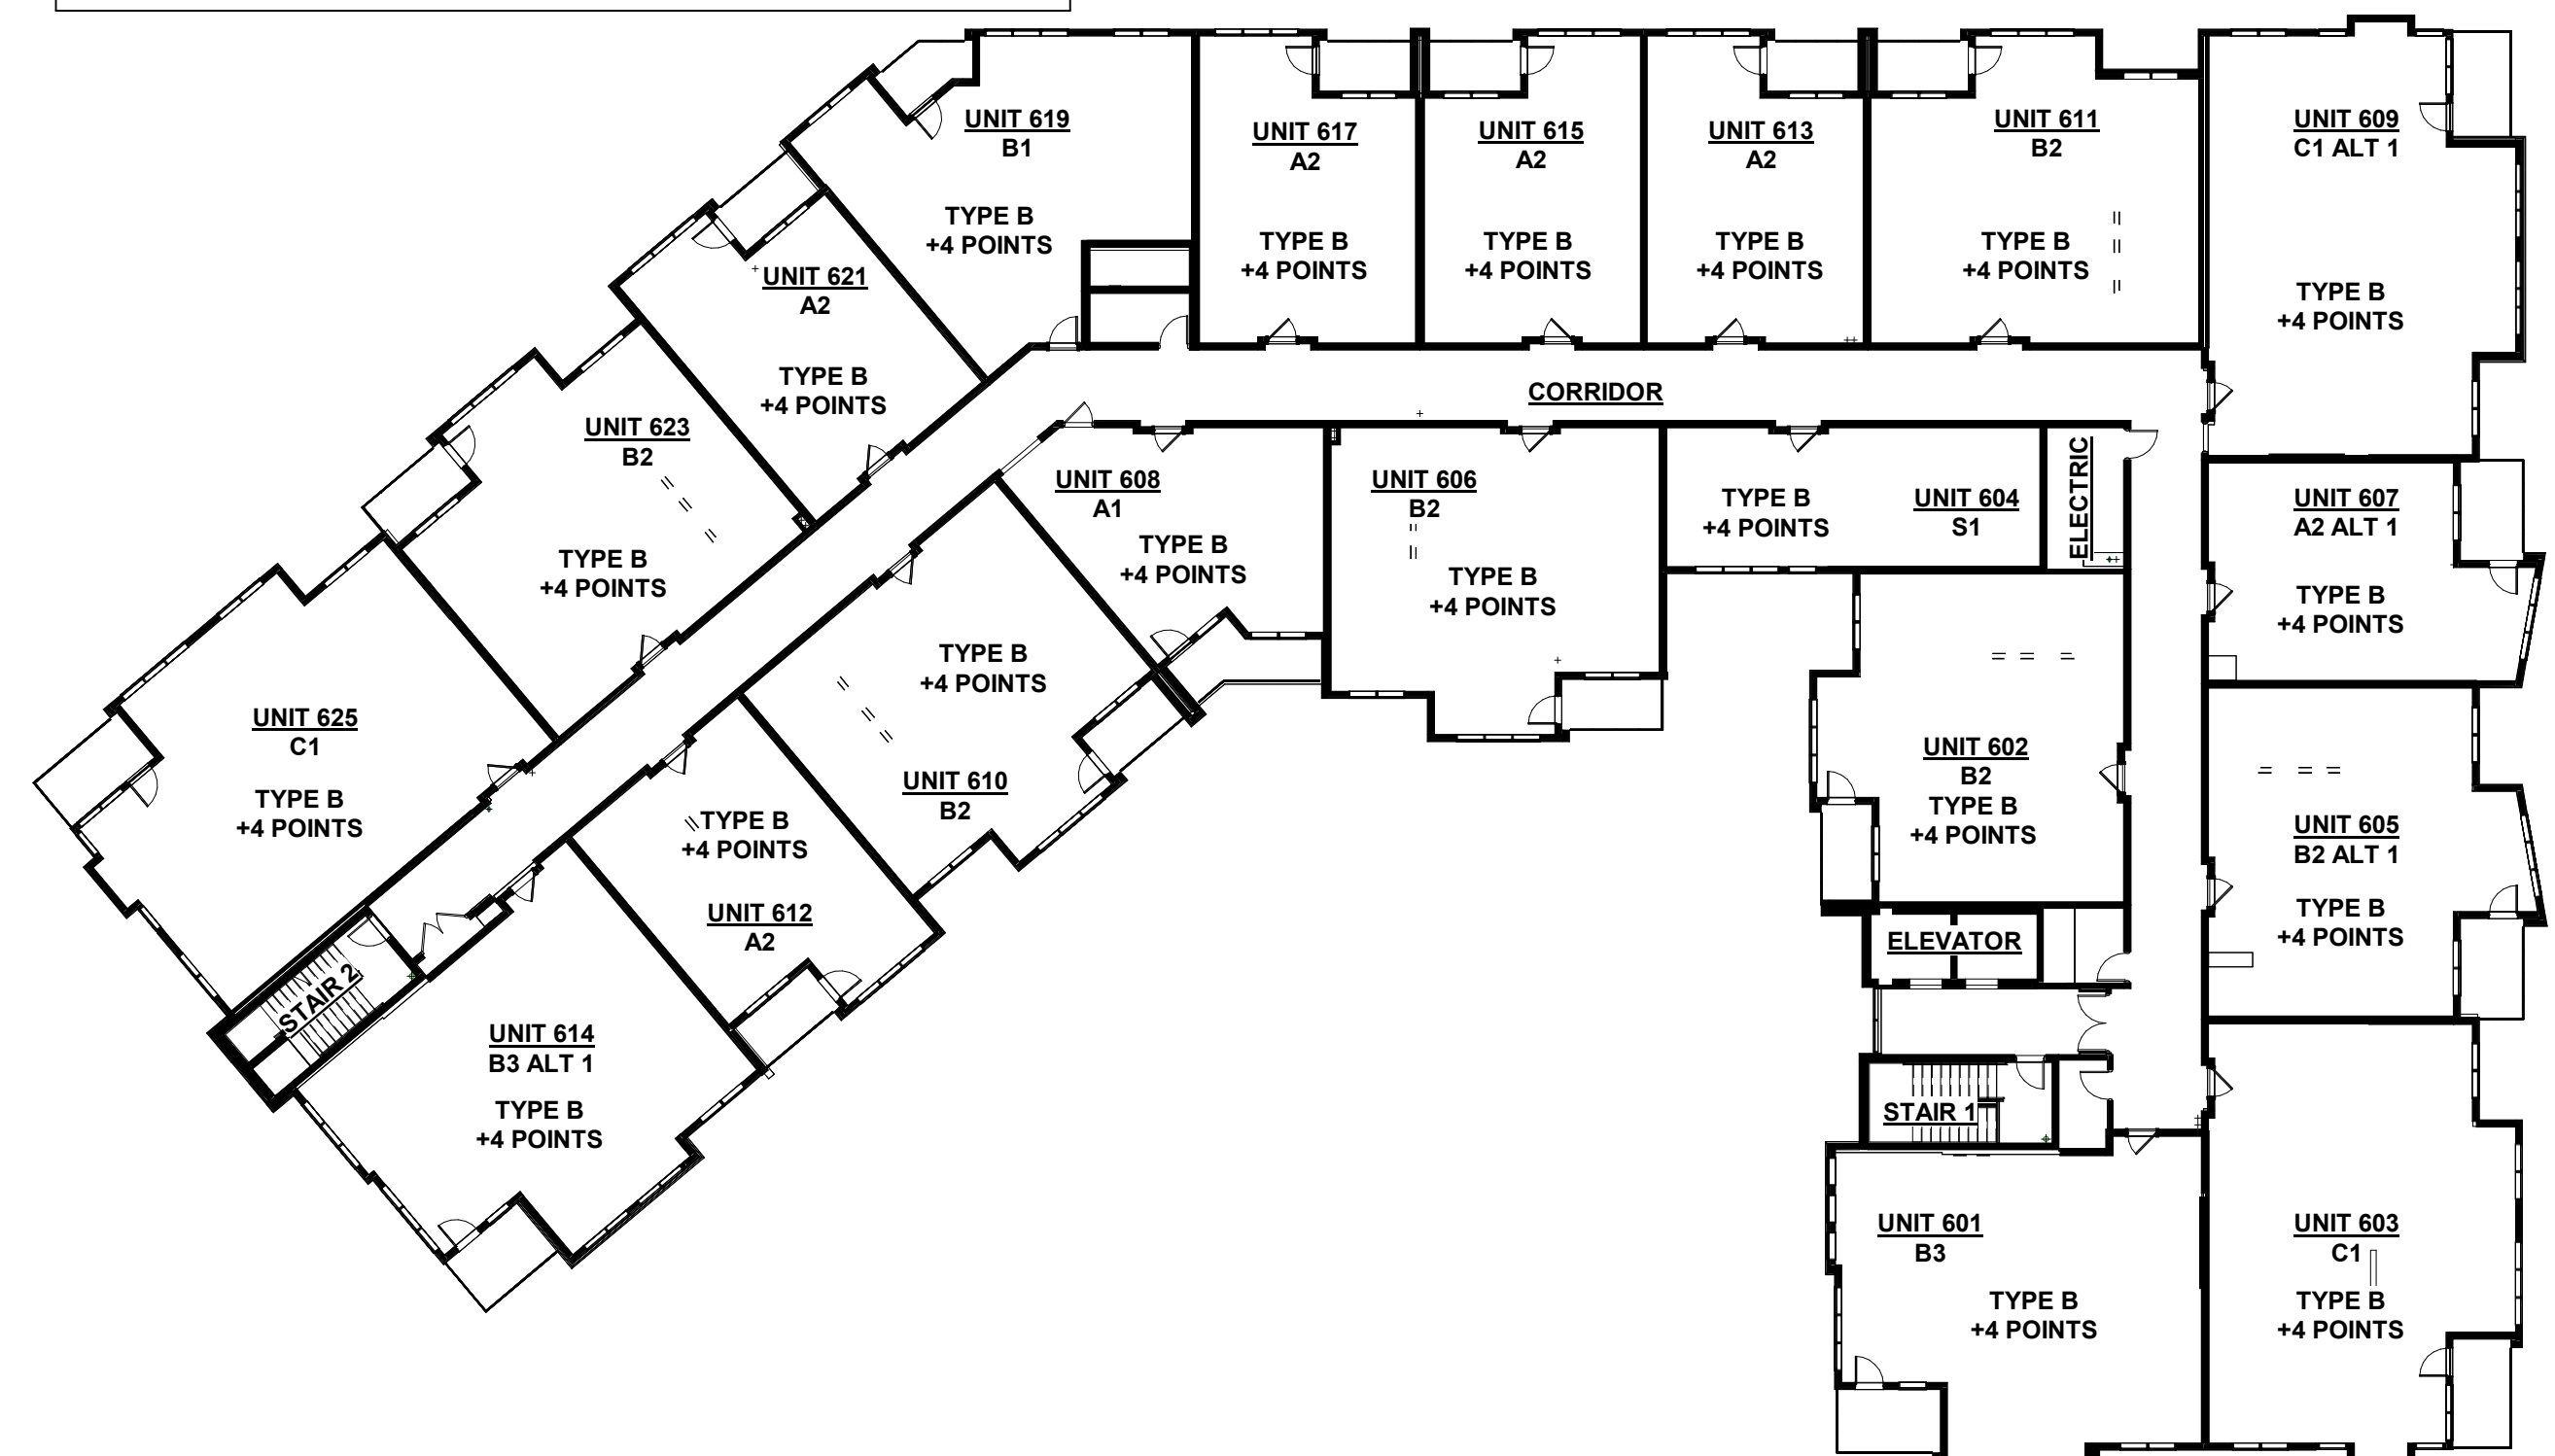 UNIT 619
B1
TYPE B
+4 POINTS
UNIT 617
A2
TYPE B
+4 POINTS
UNIT 615
A2
TYPE B
+4 POINTS
UNIT 613
A2
TYPE B
+4 POINTS
UNIT 611
B2
TYPE B
+4 POINTS
UNIT 609
C1 ALT 1
TYPE B
+4 POINTS
UNIT 621
A2
TYPE B
+4 POINTS
CORRIDOR
UNIT 623
B2
TYPE B
+4 POINTS
UNIT 608
A1
TYPE B
+4 POINTS
UNIT 606
B2
TYPE B
+4 POINTS
TYPE B
+4 POINTS
UNIT 604
S1
ELECTRIC
UNIT 607
A2 ALT 1
TYPE B
+4 POINTS
UNIT 625
C1
TYPE B
+4 POINTS
TYPE B
+4 POINTS
UNIT 610
B2
UNIT 602
B2
TYPE B
+4 POINTS
UNIT 605
B2 ALT 1
TYPE B
+4 POINTS
TYPE B
+4 POINTS
UNIT 612
A2
ELEVATOR
STAIR 2
UNIT 614
B3 ALT 1
TYPE B
+4 POINTS
STAIR 1
UNIT 601
B3
TYPE B
+4 POINTS
UNIT 603
C1
TYPE B
+4 POINTS